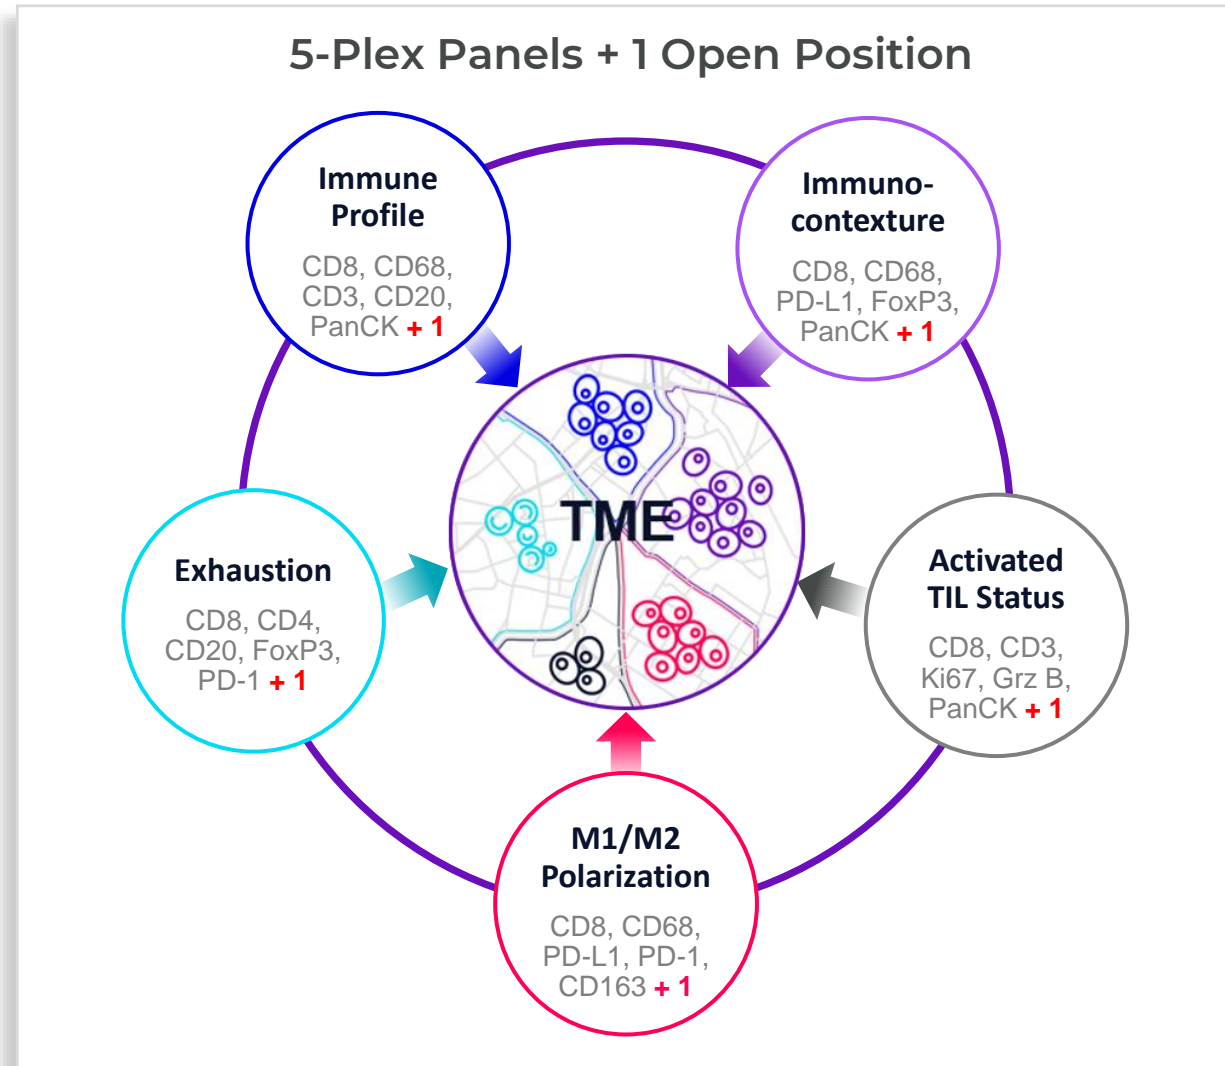 5-Plex Panels + 1 Open Position
Immune
Profile
CD8, CD68,
CD3, CD20,
PanCK + 1
Immuno-
contexture
CD8, CD68,
PD-L1, FoxP3,
PanCK + 1
TME
Exhaustion
CD8, CD4,
CD20, FoxP3,
PD-1 + 1
Activated
TIL Status
CD8, CD3,
Ki67, Grz B,
PanCK + 1
M1/M2
Polarization
CD8, CD68,
PD-L1, PD-1,
CD163 + 1